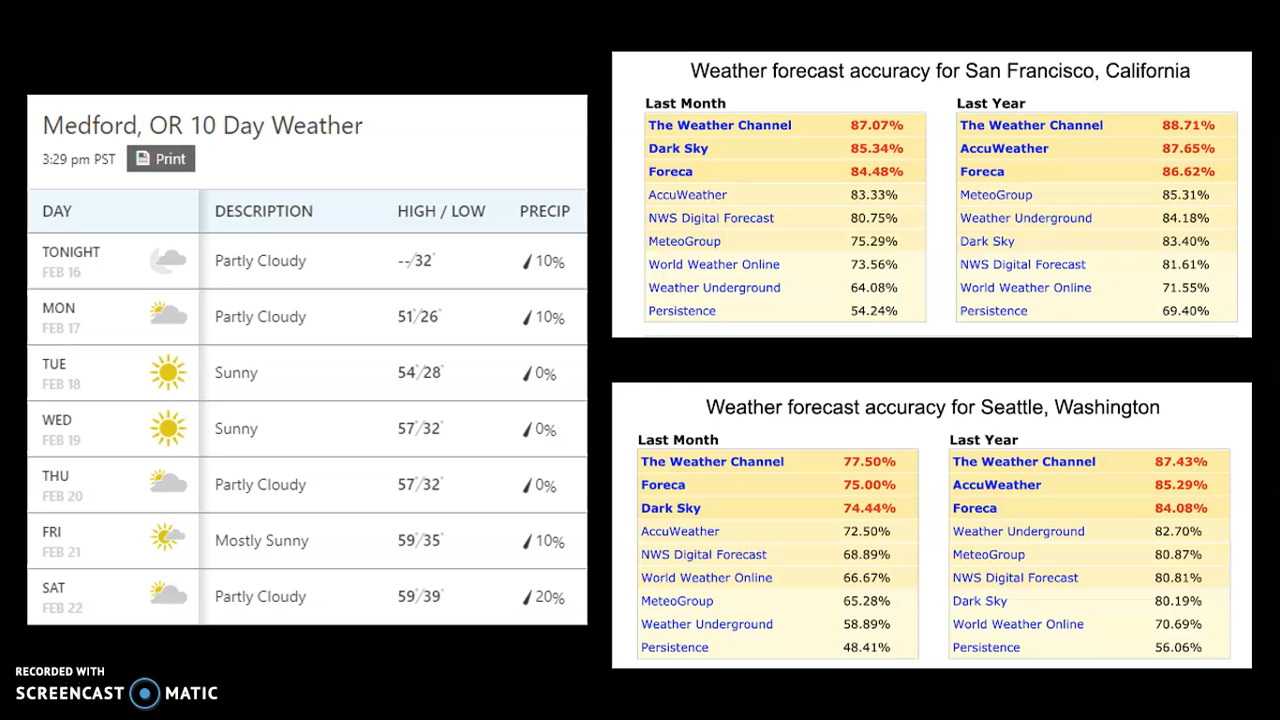 Medford, OR 10 Day Weather
3:29 pm PST Print
DAY DESCRIPTION HIGH / LOW PRECIP
TONIGHT
FEB 16
Partly Cloudy --/32° 10%
MON
FEB 17
Partly Cloudy 51°/26° 10%
TUE
FEB 18
Sunny 54°/28° 0%
WED
FEB 19
Sunny 57°/32° 0%
THU
FEB 20
Partly Cloudy 57°/32° 0%
FRI
FEB 21
Mostly Sunny 59°/35° 10%
SAT
FEB 22
Partly Cloudy 59°/39° 20%
Weather forecast accuracy for San Francisco, California
Last Month
The Weather Channel 87.07%
Dark Sky 85.34%
Foreca 84.48%
AccuWeather 83.33%
NWS Digital Forecast 80.75%
MeteoGroup 75.29%
World Weather Online 73.56%
Weather Underground 64.08%
Persistence 54.24%
Last Year
The Weather Channel 88.71%
AccuWeather 87.65%
Foreca 86.62%
MeteoGroup 85.31%
Weather Underground 84.18%
Dark Sky 83.40%
NWS Digital Forecast 81.61%
World Weather Online 71.55%
Persistence 69.40%
Weather forecast accuracy for Seattle, Washington
Last Month
The Weather Channel 77.50%
Foreca 75.00%
Dark Sky 74.44%
AccuWeather 72.50%
NWS Digital Forecast 68.89%
World Weather Online 66.67%
MeteoGroup 65.28%
Weather Underground 58.89%
Persistence 48.41%
Last Year
The Weather Channel 87.43%
AccuWeather 85.29%
Foreca 84.08%
Weather Underground 82.70%
MeteoGroup 80.87%
NWS Digital Forecast 80.81%
Dark Sky 80.19%
World Weather Online 70.69%
Persistence 56.06%
RECORDED WITH
SCREENCAST MATIC